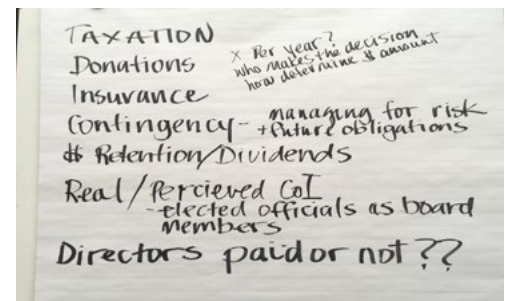 TAXATION
Donations
x Per year?
who makes the decision
how determine $ amount
Insurance
Contingency - managing for risk
+ future obligations
$ Retention/Dividends
Real/Percieved CoI
- elected officials as board
members
Directors paid or not??